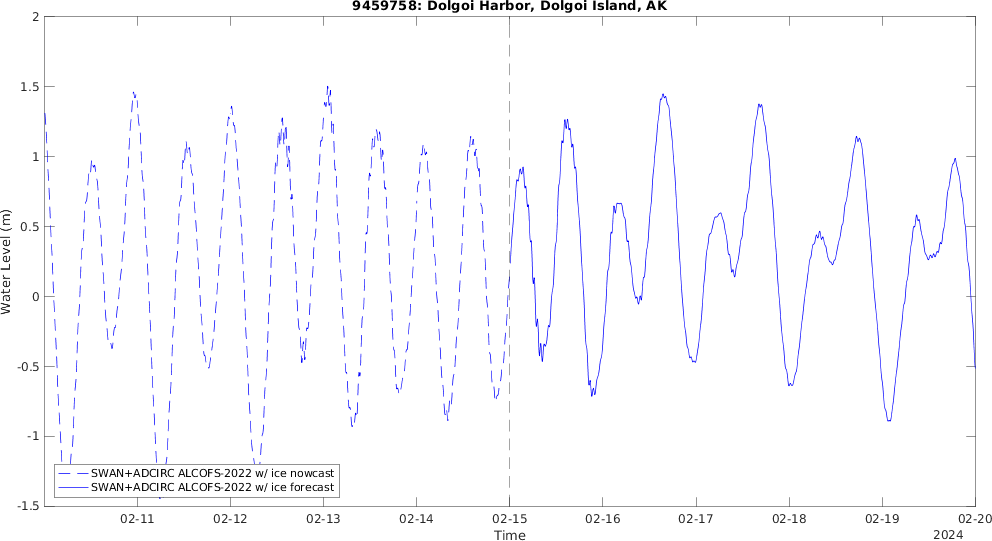 9459758: Dolgoi Harbor, Dolgoi Island, AK
2
1.5
1
0.5
0
-0.5
-1
-1.5
Water Level (m)
SWAN+ADCIRC ALCOFS-2022 w/ ice nowcast
SWAN+ADCIRC ALCOFS-2022 w/ ice forecast
02-11 02-12 02-13 02-14 02-15 02-16 02-17 02-18 02-19 02-20
Time
2024